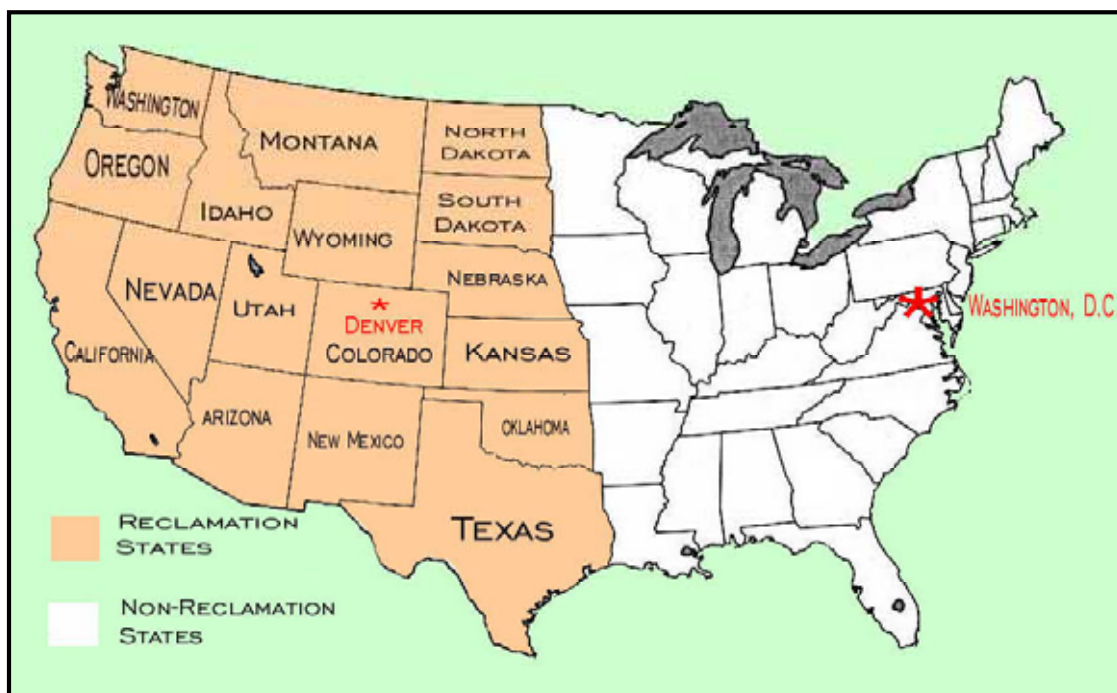 WASHINGTON
MONTANA
NORTH
DAKOTA
OREGON
IDAHO
SOUTH
DAKOTA
WYOMING
NEBRASKA
NEVADA
UTAH
*
DENVER
COLORADO
WASHINGTON, D.C
KANSAS
CALIFORNIA
ARIZONA
NEW MEXICO
OKLAHOMA
TEXAS
RECLAMATION
STATES
NON-RECLAMATION
STATES